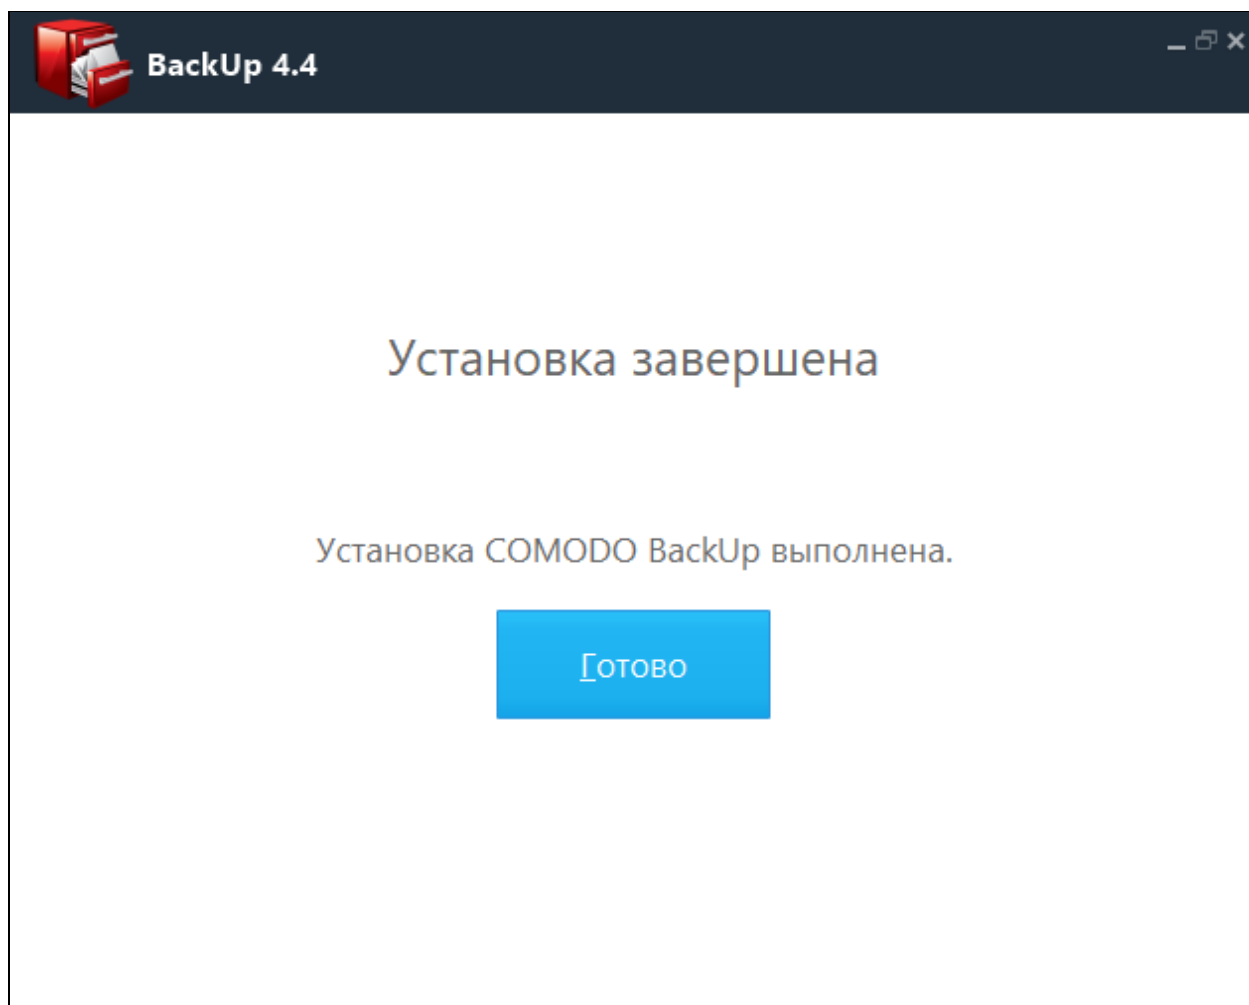 BackUp 4.4
Установка завершена
Установка COMODO BackUp выполнена.
Готово